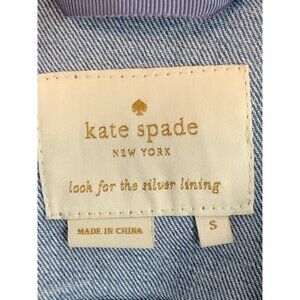 kate spade
NEW YORK
look for the silver lining
MADE IN CHINA
S